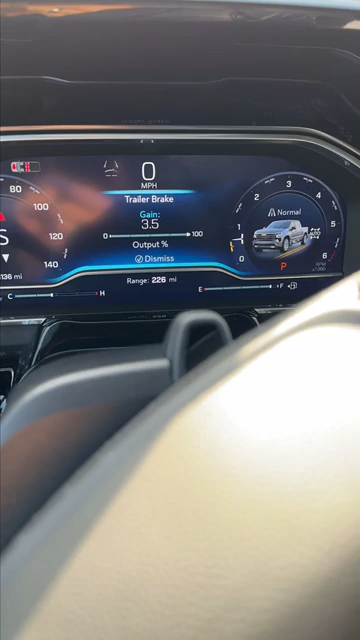 0
MPH
Trailer Brake
Gain:
3.5
0 100
Output %
Dismiss
Range: 226 mi
80
100
120
140
S
136 mi
C H
E F
Normal
AUTO
0
1
2
3
4
5
6
RPM
x1000
P